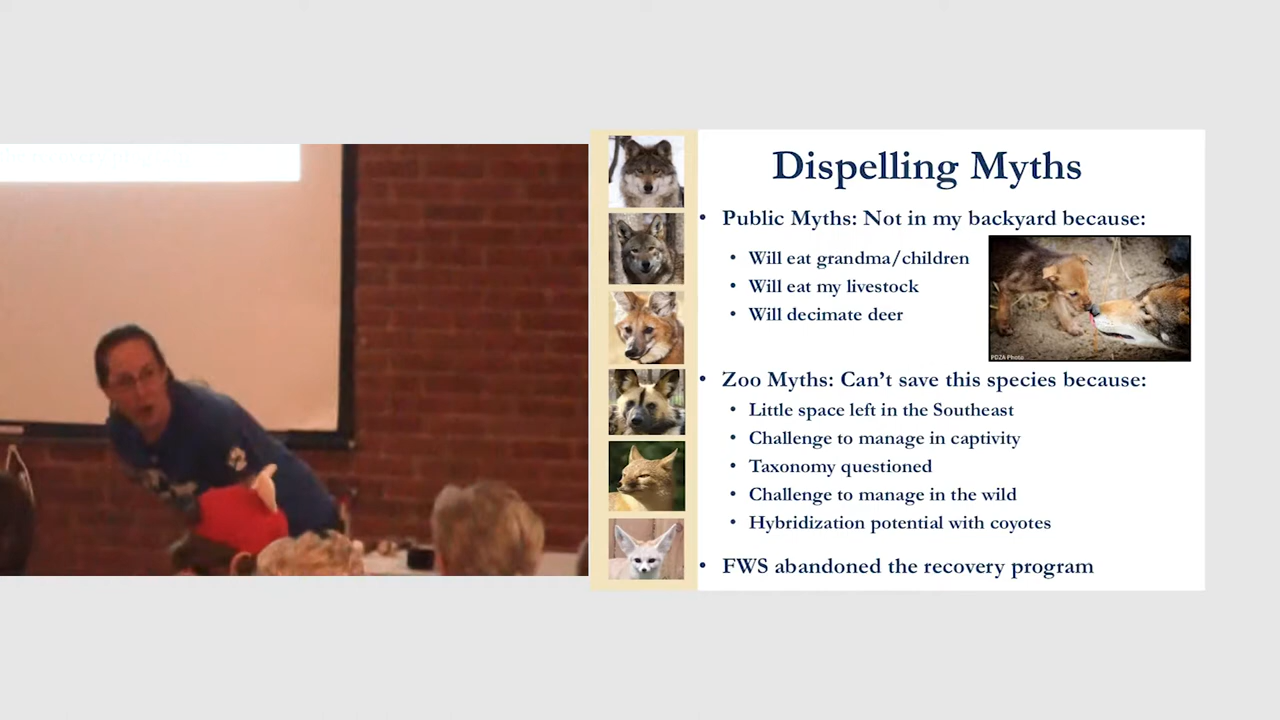 Dispelling Myths
• Public Myths: Not in my backyard because:
• Will eat grandma/children
• Will eat my livestock
• Will decimate deer
PDZA Photo
• Zoo Myths: Can't save this species because:
• Little space left in the Southeast
• Challenge to manage in captivity
• Taxonomy questioned
• Challenge to manage in the wild
• Hybridization potential with coyotes
• FWS abandoned the recovery program